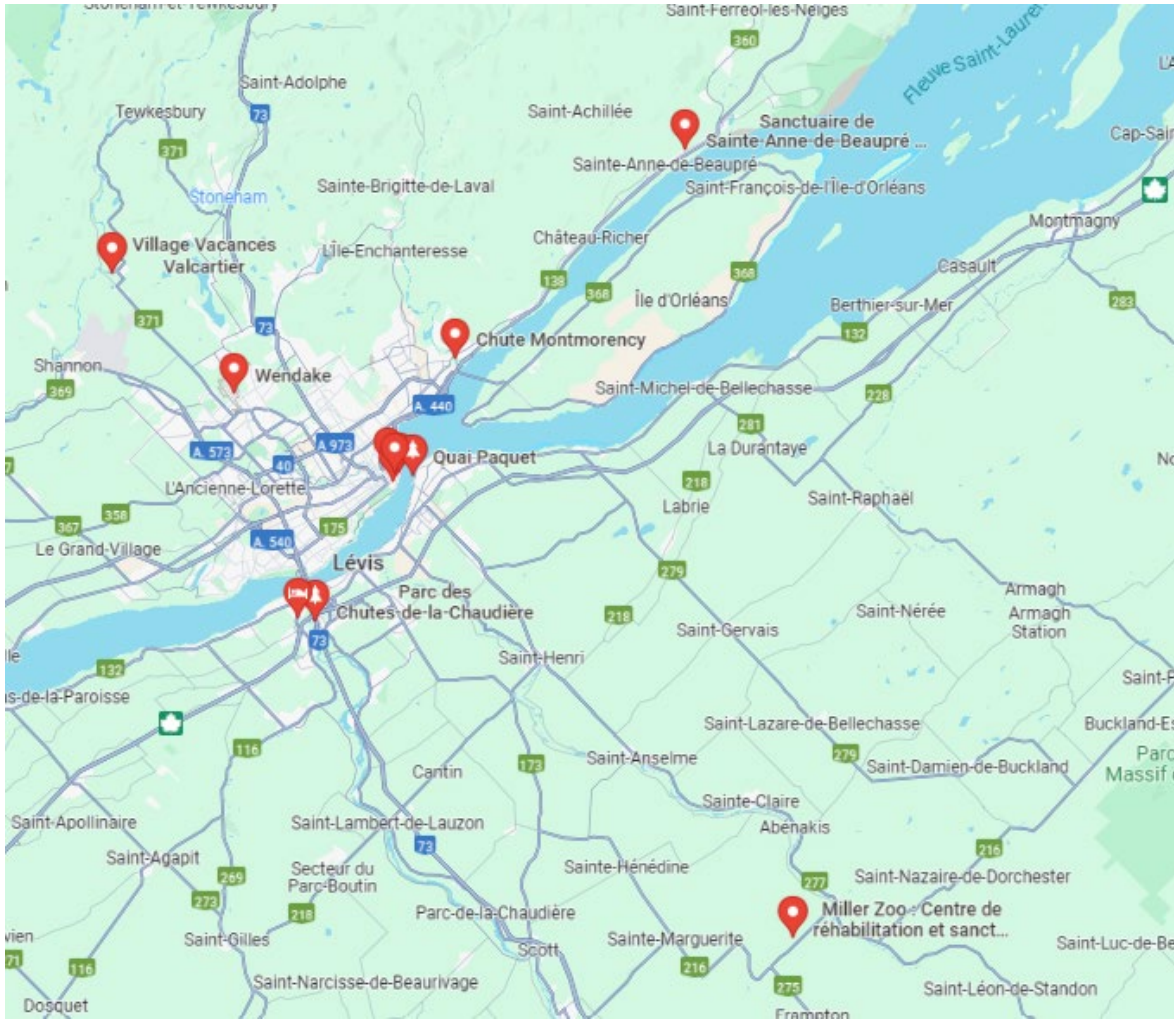 Stoneham-et-Tewkesbury
Saint-Ferréol-les-Neiges
360
Fleuve Saint-Laurent
Saint-Adolphe
Tewkesbury
73
Saint-Achillée
Sanctuaire de
Sainte-Anne-de-Beaupré ...
371
Sainte-Anne-de-Beaupré
Stoneham
Sainte-Brigitte-de-Laval
Saint-François-de-l'Île-d'Orléans
Montmagny
Château-Richer
Village Vacances
Valcartier
L'Île-Enchanteresse
Casault
368
138
368
Île d'Orléans
Berthier-sur-Mer
283
371
73
132
Chute Montmorency
Shannon
369
Wendake
Saint-Michel-de-Bellechasse
228
A. 440
281
A. 573
A 973
La Durantaye
40
Quai Paquet
218
L'Ancienne-Lorette
Saint-Raphaël
Labrie
358
367
175
A. 540
Le Grand-Village
Lévis
279
Armagh
Parc des
Chutes-de-la-Chaudière
Saint-Nérée
Armagh
Station
218
Saint-Gervais
73
132
Saint-Henri
116
Saint-Lazare-de-Bellechasse
279
Saint-Anselme
173
Saint-Damien-de-Buckland
Cantin
Sainte-Claire
Saint-Apollinaire
Saint-Lambert-de-Lauzon
Abénakis
73
216
Saint-Agapit
Secteur du
Parc-Boutin
Sainte-Hénédine
277
Saint-Nazaire-de-Dorchester
269
273
218
Parc-de-la-Chaudière
Miller Zoo : Centre de
réhabilitation et sanct...
Saint-Gilles
Sainte-Marguerite
Scott
216
116
Saint-Narcisse-de-Beaurivage
275
Saint-Léon-de-Standon
Dosquet
Frampton